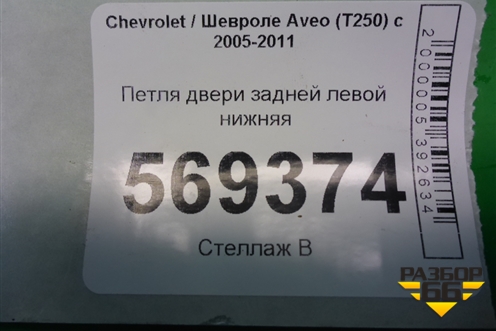 Chevrolet / Шевроле Aveo (T250) с
2005-2011
Петля двери задней левой
нижняя
569374
Стеллаж В
2000005392634
РАЗБОР
66